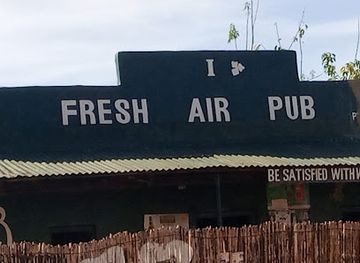 I
FRESH AIR PUB
BE SATISFIED WITH